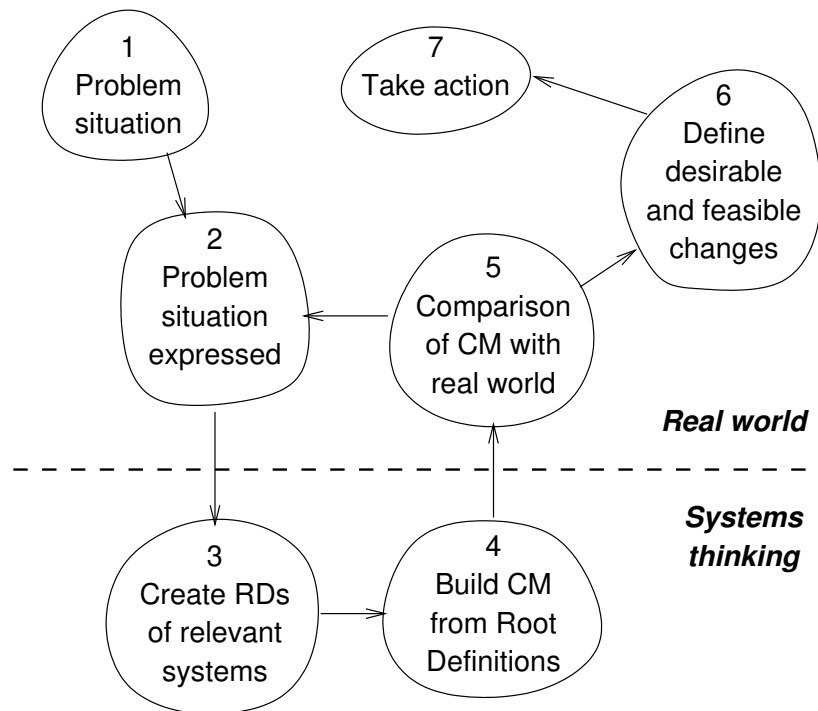 1
Problem
situation
2
Problem
situation
expressed
3
Create RDs
of relevant
systems
4
Build CM
from Root
Definitions
5
Comparison
of CM with
real world
6
Define
desirable
and feasible
changes
7
Take action
Real world
Systems
thinking